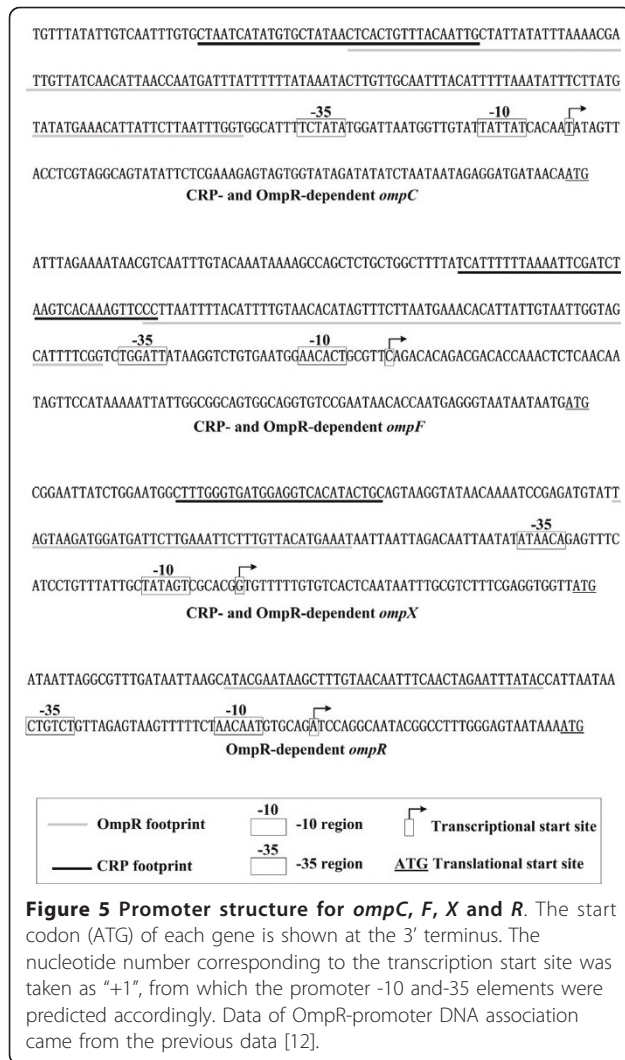 TGTTTATATTGTCAATTTGTGCTAATCATATGTGCTATAACTCACTGTTTACAATTGCTATTATATTTAAAACGA
TTGTTATCAACATTAACCAATGATTTATTTTTTATAAATACTTGTTGCAATTTACATTTTTAAATATTTCTTATG
-35 -10
TATATGAAACATTATTCTTAATTTGGTGGCATTTTCTATATGGATTAATGGTTGTATTATTATCACAATATAGTT
ACCTCGTAGGCAGTATATTCTCGAAAGAGTAGTGGTATAGATATATCTAATAATAGAGGATGATAACAATG
CRP- and OmpR-dependent ompC
ATTTAGAAAATAACGTCAATTTGTACAAATAAAAGCCAGCTCTGCTGGCTTTTATCATTTTTTAAAATTCGATCT
AAGTCACAAAGTTCCCTTAATTTTACATTTTGTAACACATAGTTTCTTAATGAAACACATTATTGTAATTGGTAG
-35 -10
CATTTTCGGTCTGGATTATAAGGTCTGTGAATGGAACACTGCGTTCAGACACAGACGACACCAAACTCTCAACAA
TAGTTCCATAAAAATTATTGGCGGCAGTGGCAGGTGTCCGAATAACACCAATGAGGGTAATAATAATGATG
CRP- and OmpR-dependent ompF
CGGAATTATCTGGAATGGCTTTGGGTGATGGAGGTCACATACTGCAGTAAGGTATAACAAAATCCGAGATGTATT
-35
AGTAAGATGGATGATTCTTGAAATTCTTTGTTACATGAAATAATTAATTAGACAATTAATATATAACAGAGTTTC
-10
ATCCTGTTTATTGCTATAGTCGCACGGTGTTTTTGTGTCACTCAATAATTTGCGTCTTTCGAGGTGGTTATG
CRP- and OmpR-dependent ompX
ATAATTAGGCGTTTGATAATTAAGCATACGAATAAGCTTTGTAACAATTTCAACTAGAATTTATACCATTAATAA
-35 -10
CTGTCTGTTAGAGTAAGTTTTTCTAACAATGTGCAGATCCAGGCAATACGGCCTTTGGGAGTAATAAAATG
OmpR-dependent ompR
OmpR footprint -10 -10 region Transcriptional start site
CRP footprint -35 -35 region ATG Translational start site
Figure 5 Promoter structure for ompC, F, X and R. The start
codon (ATG) of each gene is shown at the 3' terminus. The
nucleotide number corresponding to the transcription start site was
taken as "+1", from which the promoter -10 and-35 elements were
predicted accordingly. Data of OmpR-promoter DNA association
came from the previous data [12].